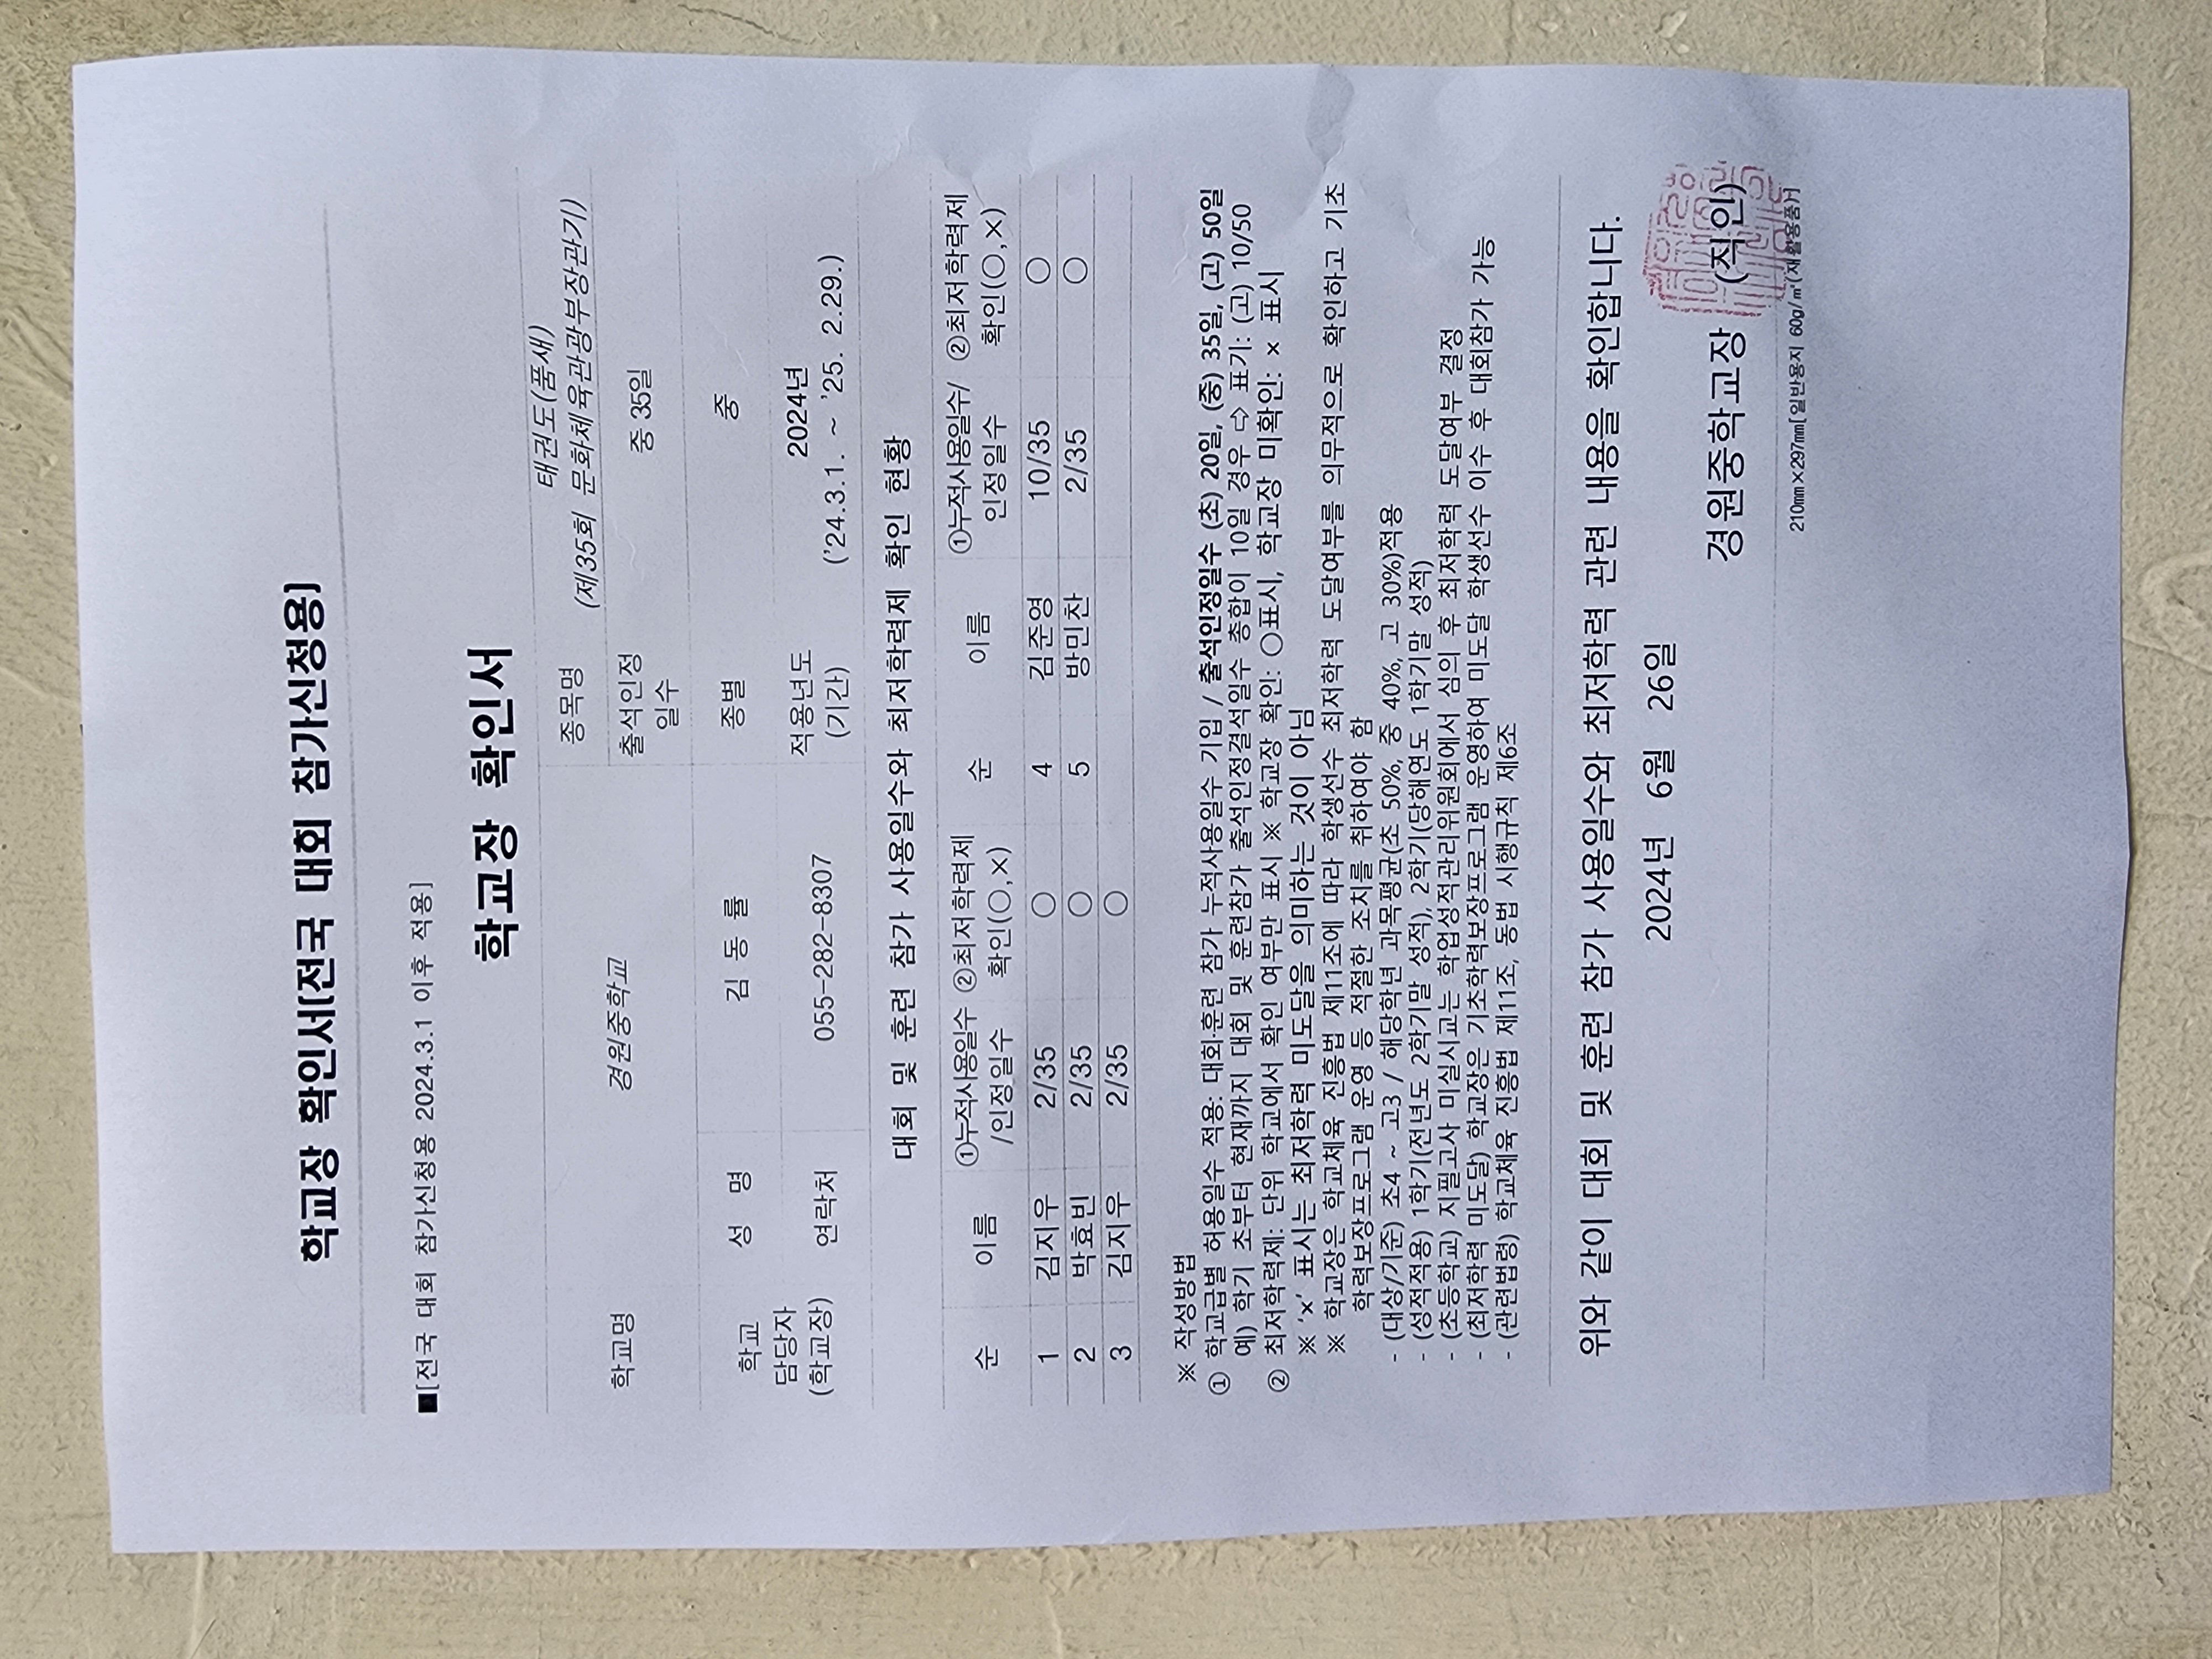 학교장 확인서[전국 대회 참가신청용]
■[전국 대회 참가신청용 2024.3.1 이후 적용]
학교장 확인서
학교명 경원중학교 종목명 태권도(품새)
(제35회 문화체육관광부장관기)
출석인정
일수 중 35일
학교
담당자
(학교장) 성 명 김 동 률 종별 중
연락처 055-282-8307 적용년도
(기간) 2024년
('24.3.1. ~ '25. 2.29.)
대회 및 훈련 참가 사용일수와 최저학력제 확인 현황
순 이름 ①누적사용일수
/인정일수 ②최저학력제
확인(○,×) 순 이름 ①누적사용일수/
인정일수 ②최저학력제
확인(○,×)
1 김지우 2/35 ○ 4 김준영 10/35 ○
2 박효빈 2/35 ○ 5 방민찬 2/35 ○
3 김지우 2/35 ○
※ 작성방법
① 학교급별 허용일수 적용: 대회·훈련 참가 누적사용일수 기입 / 출석인정일수 (초) 20일, (중) 35일, (고) 50일
예) 학기 초부터 현재까지 대회 및 훈련참가 출석인정결석일수 총합이 10일 경우 ⇨ 표기: (고) 10/50
② 최저학력제: 단위 학교에서 확인 여부만 표시 ※ 학교장 확인: ○표시, 학교장 미확인: × 표시
※ 'x' 표시는 최저학력 미도달을 의미하는 것이 아님
※ 학교장은 학교체육 진흥법 제11조에 따라 학생선수 최저학력 도달여부를 의무적으로 확인하고 기초
학력보장프로그램 운영 등 적절한 조치를 취하여야 함
- (대상/기준) 초4 ~ 고3 / 해당학년 과목평균(초 50%, 중 40%, 고 30%)적용
- (성적적용) 1학기(전년도 2학기말 성적), 2학기(당해연도 1학기말 성적)
- (초등학교) 지필고사 미실시교는 학업성적관리위원회에서 심의 후 최저학력 도달여부 결정
- (최저학력 미도달) 학교장은 기초학력보장프로그램 운영하여 미도달 학생선수 이수 후 대회참가 가능
- (관련법령) 학교체육 진흥법 제11조, 동법 시행규칙 제6조
위와 같이 대회 및 훈련 참가 사용일수와 최저학력 관련 내용을 확인합니다.
2024년 6월 26일
경원중학교장 (직인)
210㎜×297㎜[일반용지 60g/㎡(재활용품)]